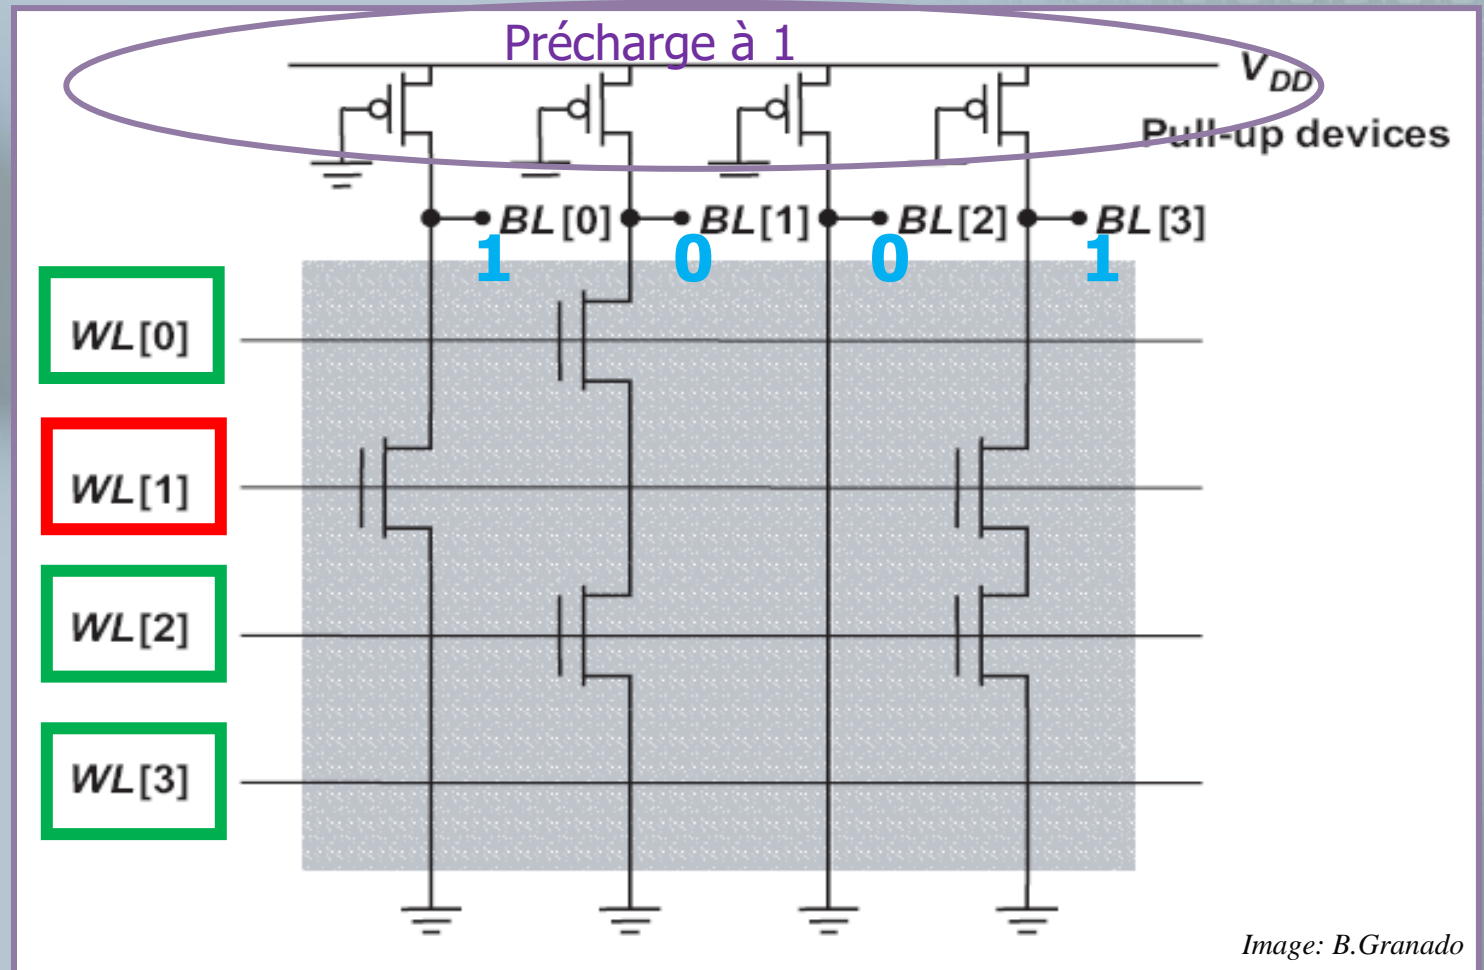 Précharge à 1
VDD
Pull-up devices
BL[0] BL[1] BL[2] BL[3]
1 0 0 1
WL[0]
WL[1]
WL[2]
WL[3]
Image: B.Granado